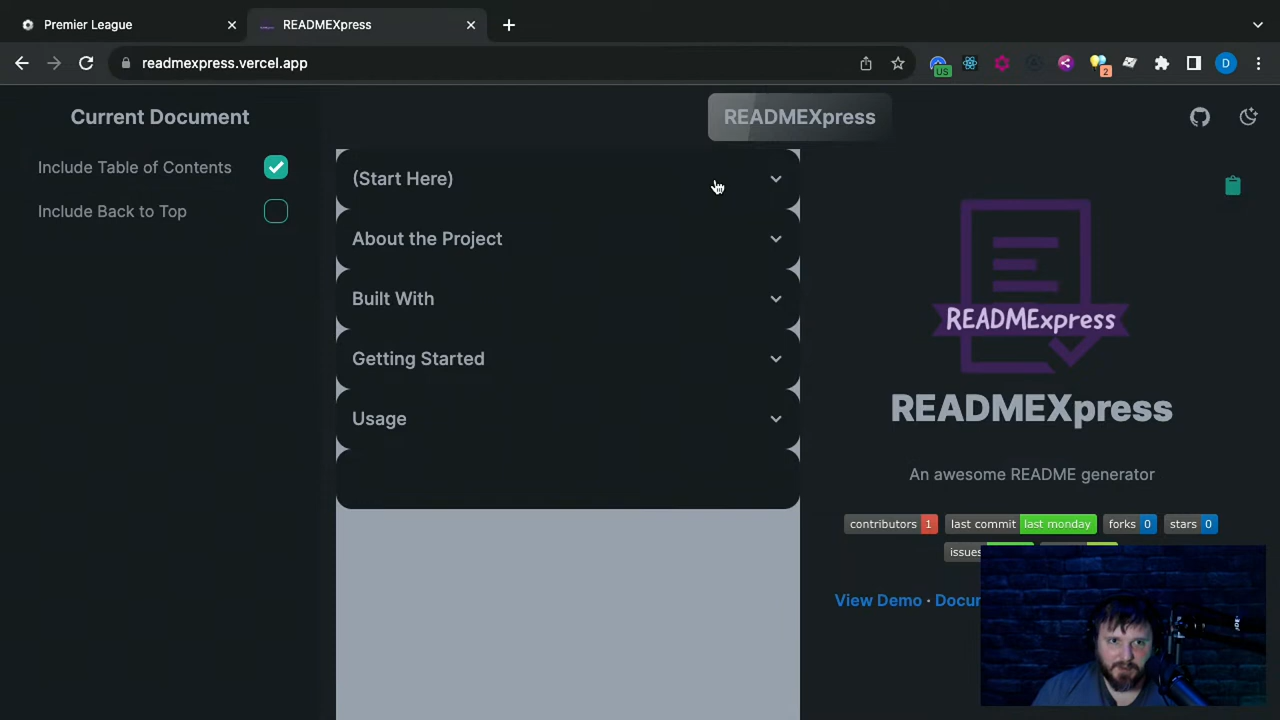 Premier League
READMEXpress
readmexpress.vercel.app
US
2
D
Current Document
READMEXpress
Include Table of Contents
Include Back to Top
(Start Here)
About the Project
Built With
Getting Started
Usage
READMExpress
READMEXpress
An awesome README generator
contributors 1 last commit last monday forks 0 stars 0
issues
View Demo · Docu